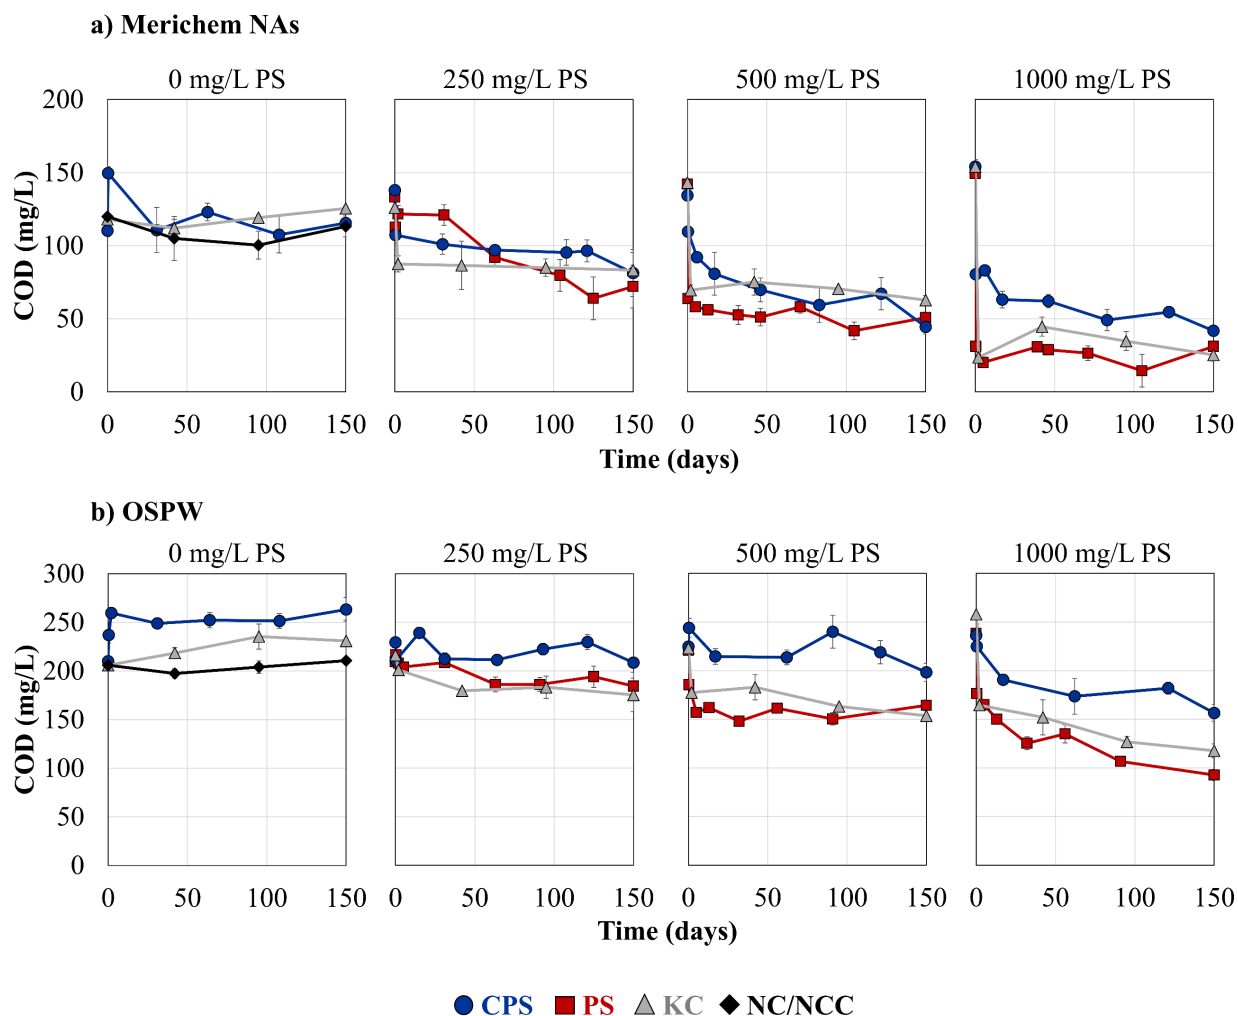 a) Merichem NAs
0 mg/L PS 250 mg/L PS 500 mg/L PS 1000 mg/L PS
200
150
100
50
0
COD (mg/L)
0 50 100 150 0 50 100 150 0 50 100 150 0 50 100 150
Time (days)
b) OSPW
0 mg/L PS 250 mg/L PS 500 mg/L PS 1000 mg/L PS
300
250
200
150
100
50
0
COD (mg/L)
0 50 100 150 0 50 100 150 0 50 100 150 0 50 100 150
Time (days)
CPS PS KC NC/NCC